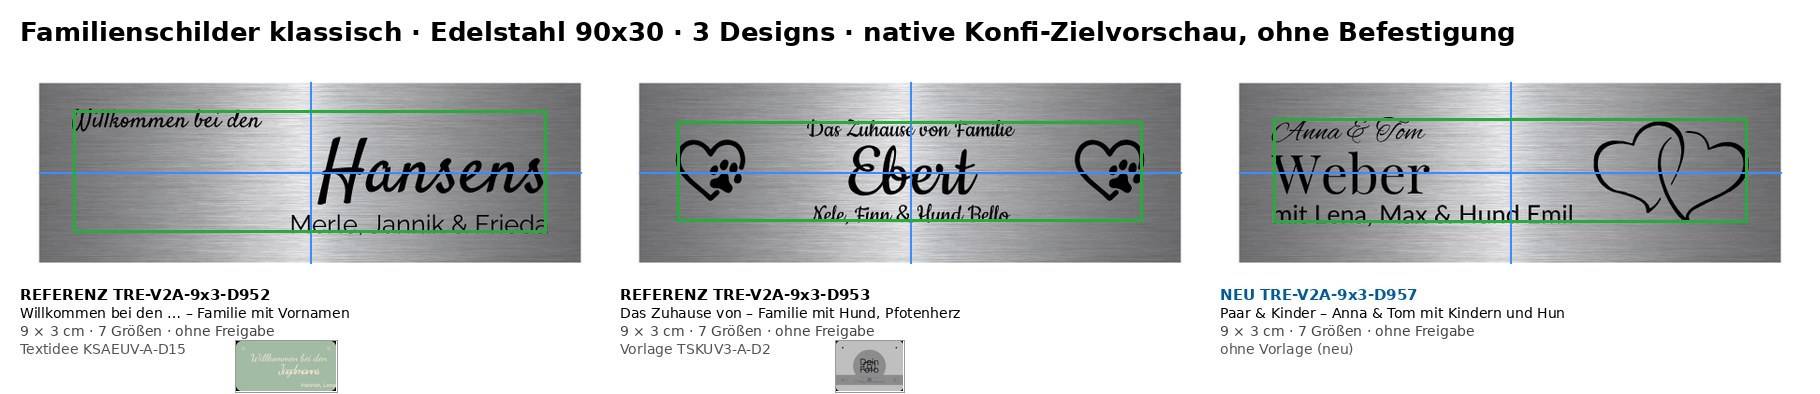 Familienschilder klassisch · Edelstahl 90x30 · 3 Designs · native Konfi-Zielvorschau, ohne Befestigung
Willkommen bei den
Hansens
Merle, Jannik & Frieda
REFERENZ TRE-V2A-9x3-D952
Willkommen bei den ... – Familie mit Vornamen
9 × 3 cm · 7 Größen · ohne Freigabe
Textidee KSAEUV-A-D15
Willkommen bei den
Das Zuhause von Familie
Ebert
Nele, Finn & Hund Bello
REFERENZ TRE-V2A-9x3-D953
Das Zuhause von – Familie mit Hund, Pfotenherz
9 × 3 cm · 7 Größen · ohne Freigabe
Vorlage TSKUV3-A-D2
Dein
Foto
Anna & Tom
Weber
mit Lena, Max & Hund Emil
NEU TRE-V2A-9x3-D957
Paar & Kinder – Anna & Tom mit Kindern und Hun
9 × 3 cm · 7 Größen · ohne Freigabe
ohne Vorlage (neu)